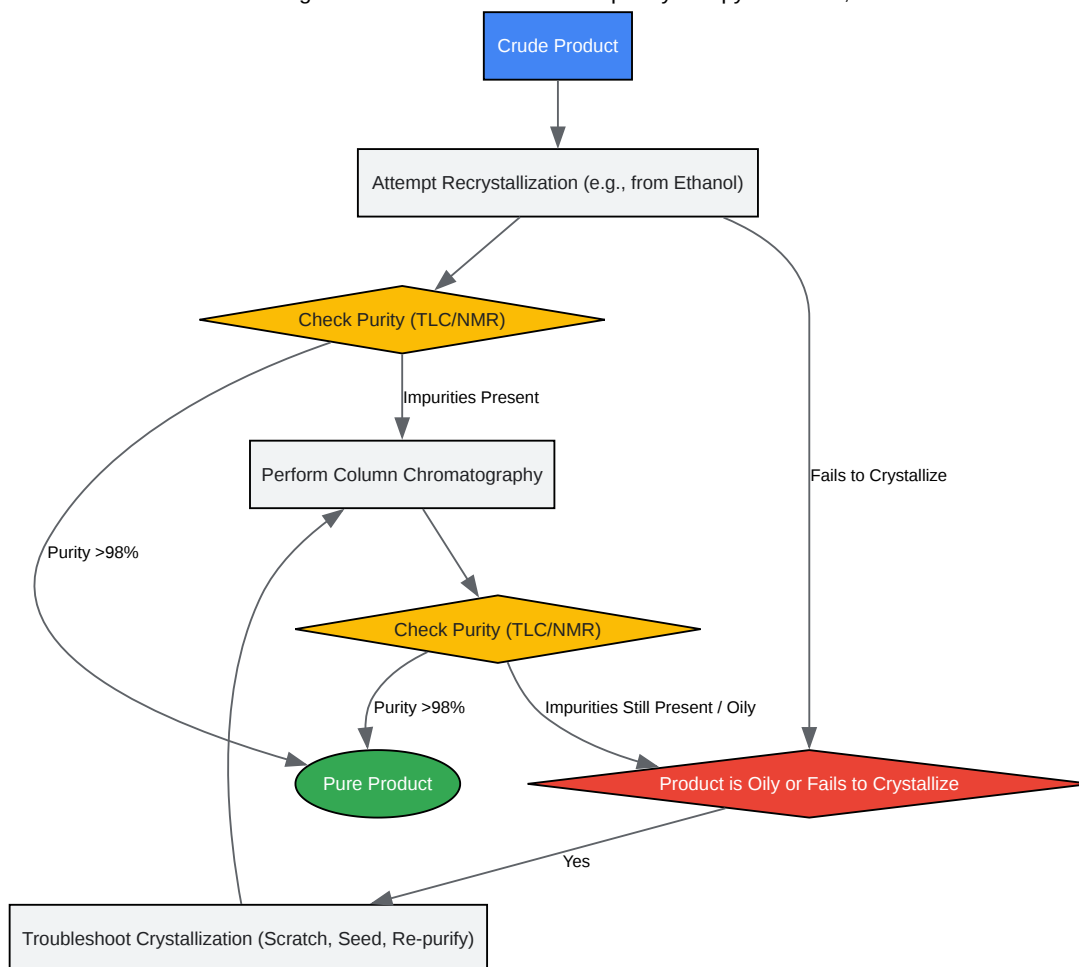 Crude Product
Attempt Recrystallization (e.g., from Ethanol)
Check Purity (TLC/NMR)
Impurities Present
Perform Column Chromatography
Fails to Crystallize
Purity >98%
Check Purity (TLC/NMR)
Purity >98%
Impurities Still Present / Oily
Pure Product
Product is Oily or Fails to Crystallize
Yes
Troubleshoot Crystallization (Scratch, Seed, Re-purify)